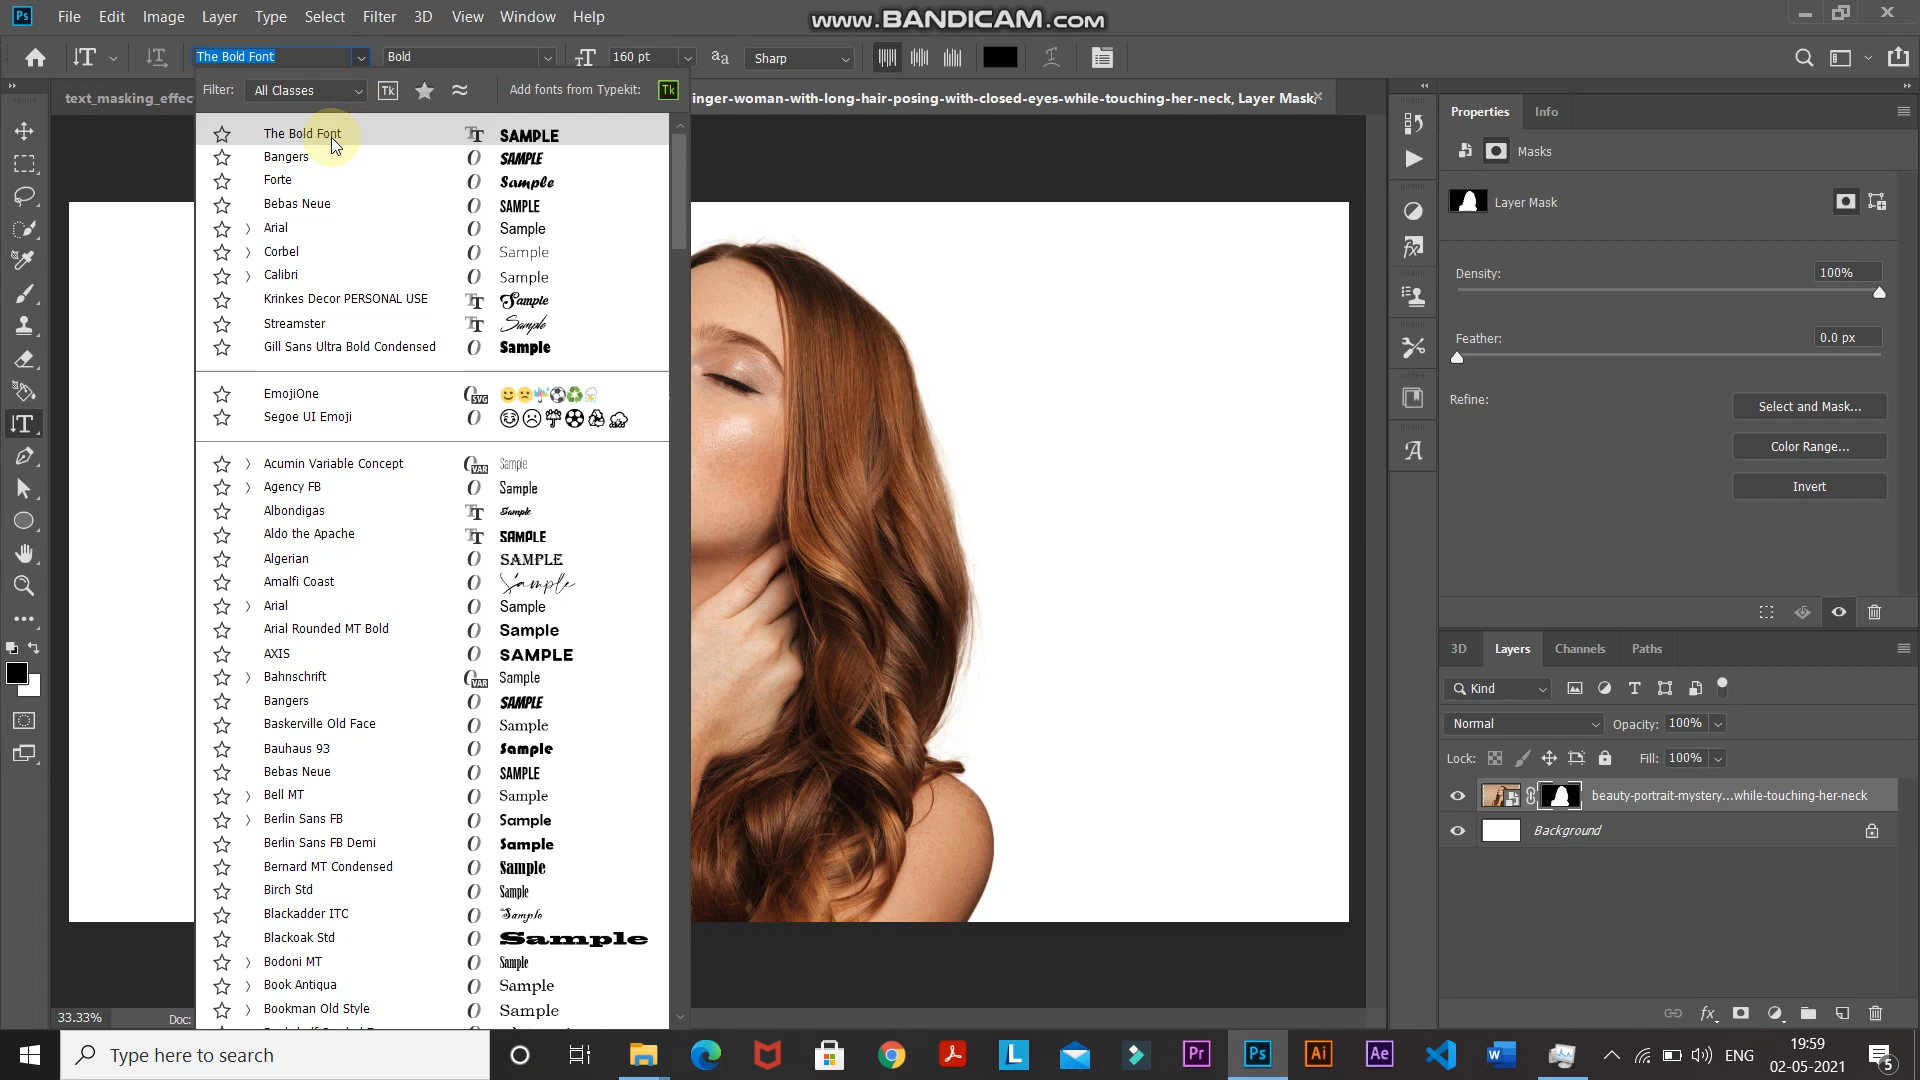 Ps File Edit Image Layer Type Select Filter 3D View Window Help
www.BANDICAM.com
The Bold Font Bold 160 pt aa Sharp
Filter: All Classes Tk Add fonts from Typekit: Tk
text_masking_effec
inger-woman-with-long-hair-posing-with-closed-eyes-while-touching-her-neck, Layer Mask
The Bold Font SAMPLE
Bangers SAMPLE
Forte Sample
Bebas Neue SAMPLE
Arial Sample
Corbel Sample
Calibri Sample
Krinkes Decor PERSONAL USE Sample
Streamster Sample
Gill Sans Ultra Bold Condensed Sample
EmojiOne
Segoe UI Emoji
Acumin Variable Concept Sample
Agency FB Sample
Albondigas Sample
Aldo the Apache SAMPLE
Algerian SAMPLE
Amalfi Coast Sample
Arial Sample
Arial Rounded MT Bold Sample
AXIS SAMPLE
Bahnschrift Sample
Bangers SAMPLE
Baskerville Old Face Sample
Bauhaus 93 Sample
Bebas Neue SAMPLE
Bell MT Sample
Berlin Sans FB Sample
Berlin Sans FB Demi Sample
Bernard MT Condensed Sample
Birch Std Sample
Blackadder ITC Sample
Blackoak Std Sample
Bodoni MT Sample
Book Antiqua Sample
Bookman Old Style Sample
33.33% Doc:
Properties Info
Masks
Layer Mask
Density: 100%
Feather: 0.0 px
Refine: Select and Mask...
Color Range...
Invert
3D Layers Channels Paths
Kind
Normal Opacity: 100%
Lock: Fill: 100%
beauty-portrait-mystery...while-touching-her-neck
Background
fx
Type here to search
L Pr Ps Ai Ae W
ENG
19:59
02-05-2021
5